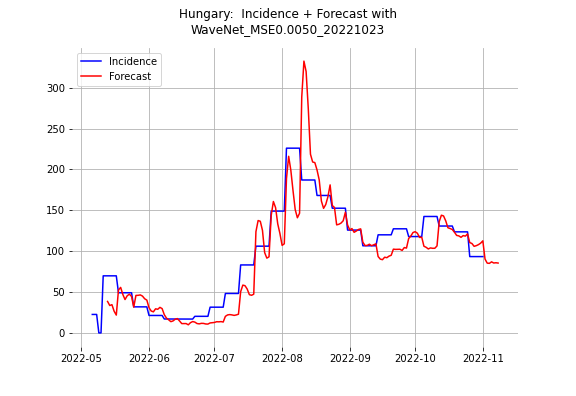 Hungary:  Incidence + Forecast with
WaveNet_MSE0.0050_20221023
Incidence
Forecast
300
250
200
150
100
50
0
2022-05 2022-06 2022-07 2022-08 2022-09 2022-10 2022-11